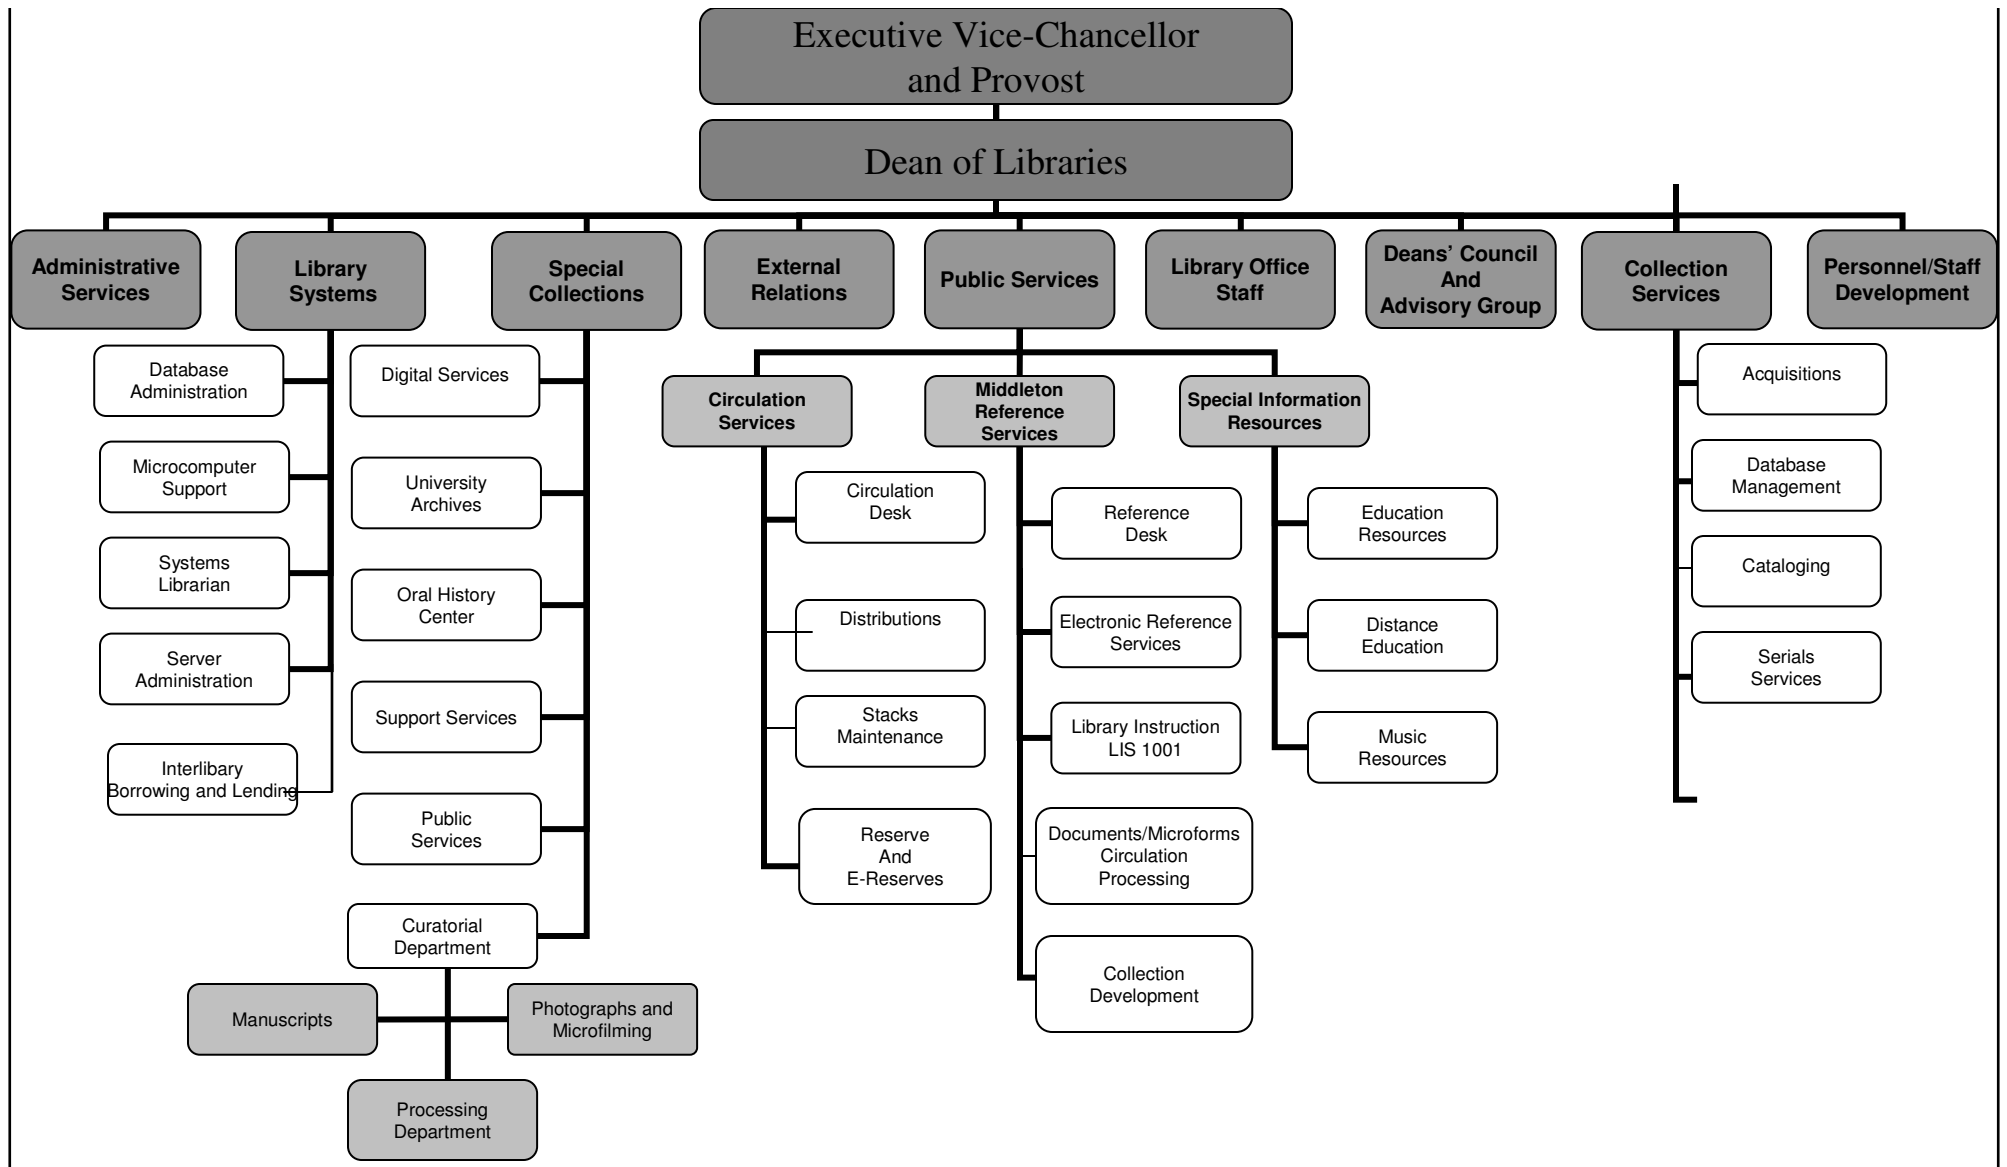 Executive Vice-Chancellor
and Provost
Dean of Libraries
Administrative
Services
Library
Systems
Special
Collections
External
Relations
Public Services
Library Office
Staff
Deans’ Council
And
Advisory Group
Collection
Services
Personnel/Staff
Development
Database
Administration
Microcomputer
Support
Systems
Librarian
Server
Administration
Interlibary
Borrowing and Lending
Digital Services
University
Archives
Oral History
Center
Support Services
Public
Services
Curatorial
Department
Manuscripts
Photographs and
Microfilming
Processing
Department
Circulation
Services
Circulation
Desk
Distributions
Stacks
Maintenance
Reserve
And
E-Reserves
Middleton
Reference
Services
Reference
Desk
Electronic Reference
Services
Library Instruction
LIS 1001
Documents/Microforms
Circulation
Processing
Collection
Development
Special Information
Resources
Education
Resources
Distance
Education
Music
Resources
Acquisitions
Database
Management
Cataloging
Serials
Services